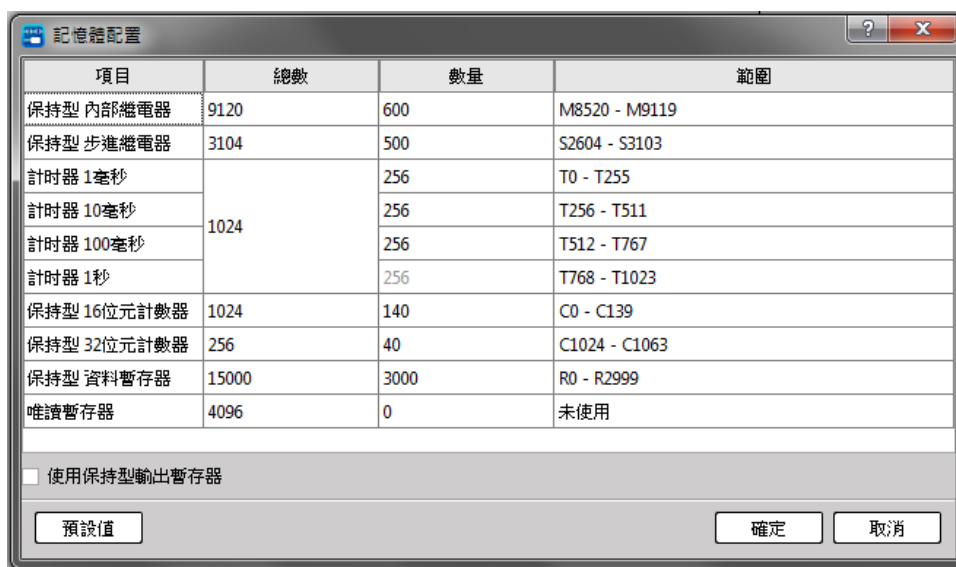 記憶體配置
項目 總數 數量 範圍
保持型 內部繼電器 9120 600 M8520 - M9119
保持型 步進繼電器 3104 500 S2604 - S3103
計时器 1毫秒 1024 256 T0 - T255
計时器 10毫秒 256 T256 - T511
計时器 100毫秒 256 T512 - T767
計时器 1秒 256 T768 - T1023
保持型 16位元計數器 1024 140 C0 - C139
保持型 32位元計數器 256 40 C1024 - C1063
保持型 資料暫存器 15000 3000 R0 - R2999
唯讀暫存器 4096 0 未使用
使用保持型輸出暫存器
預設值 確定 取消